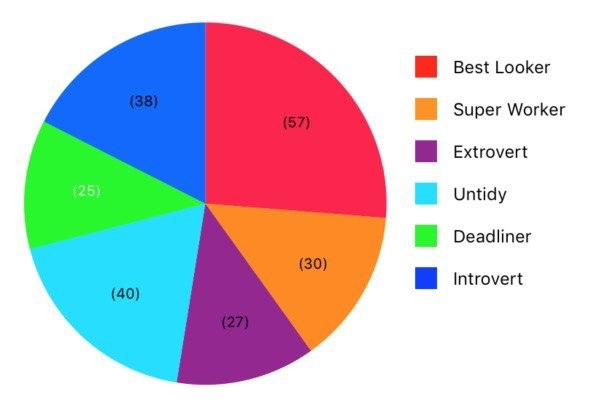 (38)
(57)
(25)
(30)
(40)
(27)
Best Looker
Super Worker
Extrovert
Untidy
Deadliner
Introvert